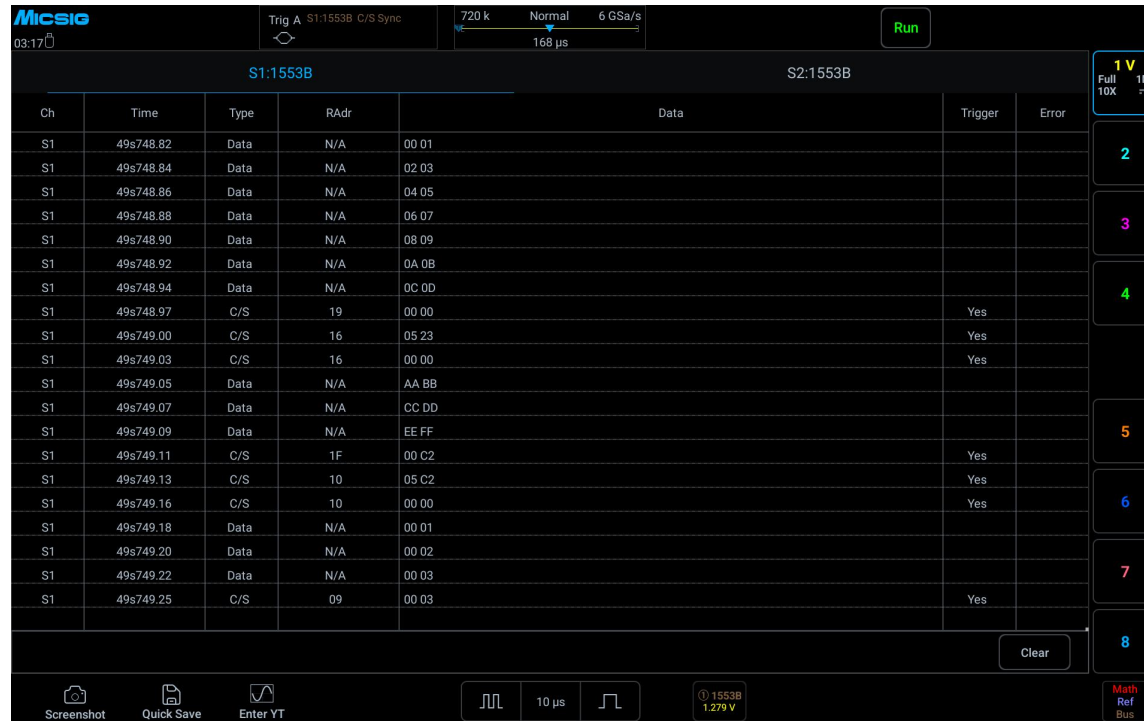 Micsig
03:17
Trig A S1:1553B C/S Sync
720 k Normal 6 GSa/s
168 µs
Run
S1:1553B S2:1553B
Ch Time Type RAdr Data Trigger Error
S1 49s748.82 Data N/A 00 01
S1 49s748.84 Data N/A 02 03
S1 49s748.86 Data N/A 04 05
S1 49s748.88 Data N/A 06 07
S1 49s748.90 Data N/A 08 09
S1 49s748.92 Data N/A 0A 0B
S1 49s748.94 Data N/A 0C 0D
S1 49s748.97 C/S 19 00 00 Yes
S1 49s749.00 C/S 16 05 23 Yes
S1 49s749.03 C/S 16 00 00 Yes
S1 49s749.05 Data N/A AA BB
S1 49s749.07 Data N/A CC DD
S1 49s749.09 Data N/A EE FF
S1 49s749.11 C/S 1F 00 C2 Yes
S1 49s749.13 C/S 10 05 C2 Yes
S1 49s749.16 C/S 10 00 00 Yes
S1 49s749.18 Data N/A 00 01
S1 49s749.20 Data N/A 00 02
S1 49s749.22 Data N/A 00 03
S1 49s749.25 C/S 09 00 03 Yes
Clear
Screenshot
Quick Save
Enter YT
10 µs
① 1553B
1.279 V
1 V
Full
10X
2
3
4
5
6
7
8
Math
Ref
Bus